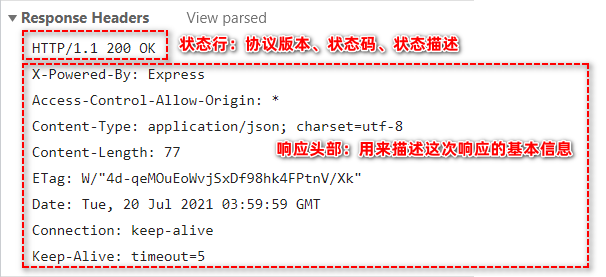 Response Headers View parsed
HTTP/1.1 200 OK 状态行：协议版本、状态码、状态描述
X-Powered-By: Express
Access-Control-Allow-Origin: *
Content-Type: application/json; charset=utf-8
Content-Length: 77 响应头部：用来描述这次响应的基本信息
ETag: W/"4d-qeMOuEoWvjSxDf98hk4FPtnV/Xk"
Date: Tue, 20 Jul 2021 03:59:59 GMT
Connection: keep-alive
Keep-Alive: timeout=5